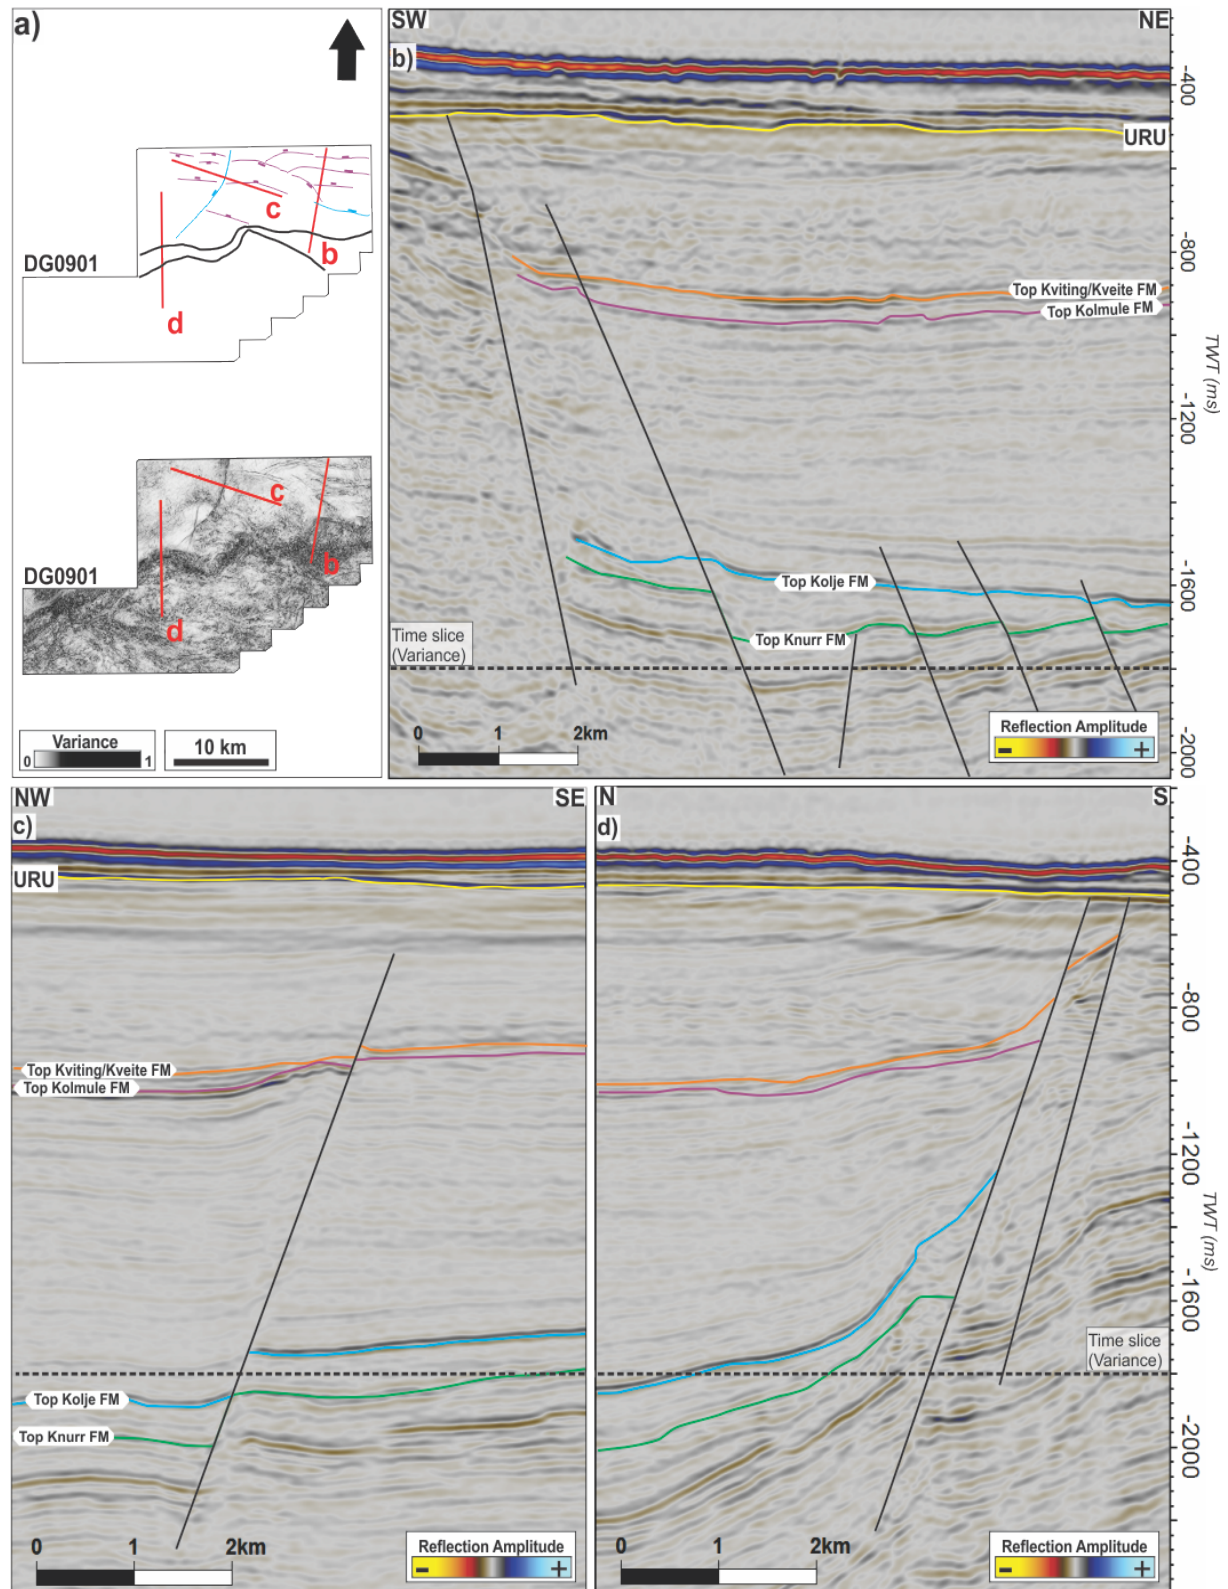 a)
DG0901
c
b
d
DG0901
c
b
d
Variance
0
1
10 km
SW
NE
b)
URU
Top Kviting/Kveite FM
Top Kolmule FM
Top Kolje FM
Top Knurr FM
Time slice
(Variance)
0
1
2km
Reflection Amplitude
-
+
-400
-800
-1200
-1600
-2000
TWT (ms)
NW
SE
c)
URU
Top Kviting/Kveite FM
Top Kolmule FM
Top Kolje FM
Top Knurr FM
0
1
2km
Reflection Amplitude
-
+
N
S
d)
Time slice
(Variance)
0
1
2km
Reflection Amplitude
-
+
-400
-800
-1200
-1600
-2000
TWT (ms)